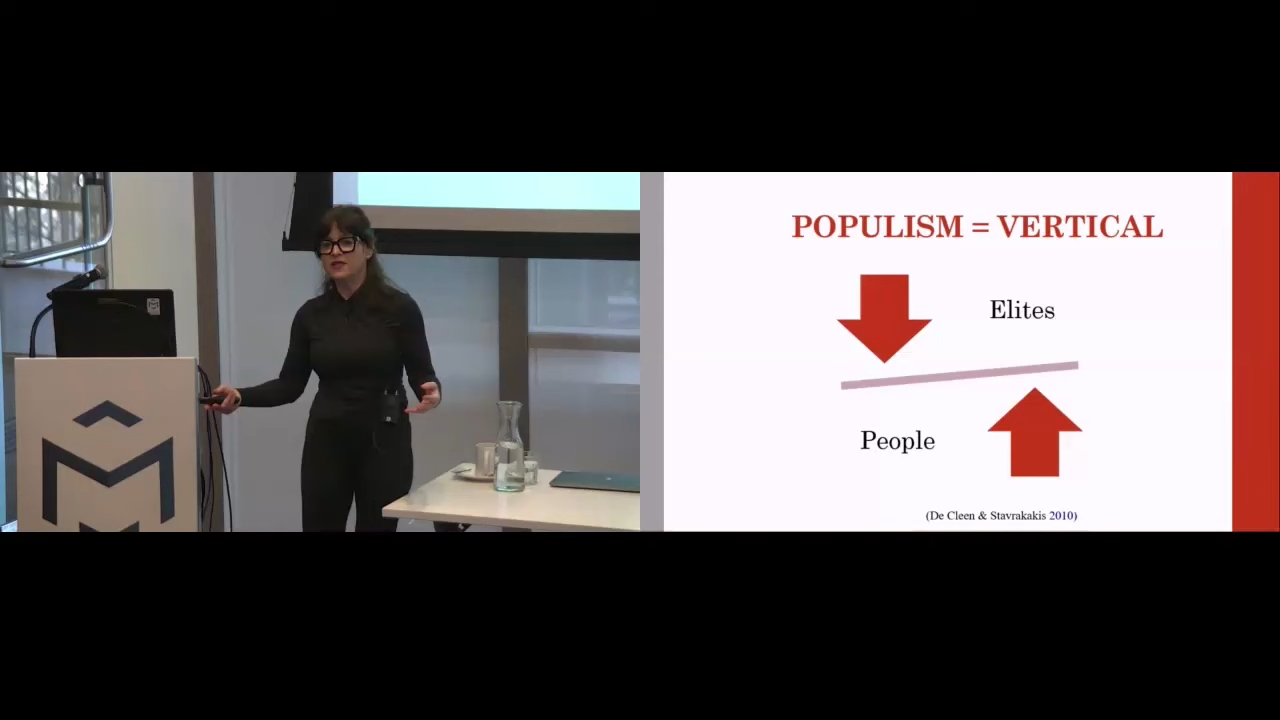 POPULISM = VERTICAL
Elites
People
(De Cleen & Stavrakakis 2010)